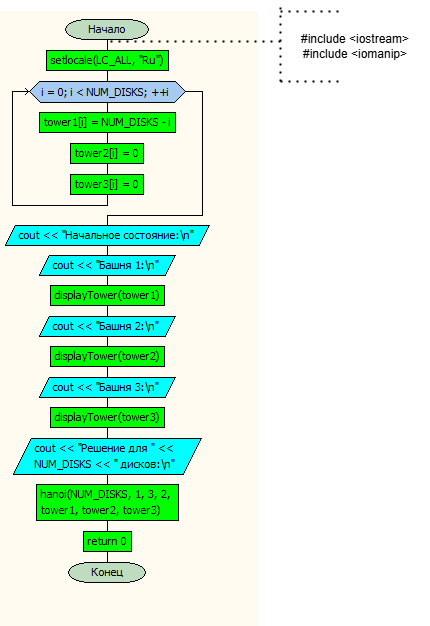 Начало
#include <iostream>
#include <iomanip>
setlocale(LC_ALL, "Ru")
i = 0; i < NUM_DISKS; ++i
tower1[i] = NUM_DISKS - i
tower2[i] = 0
tower3[i] = 0
cout << "Начальное состояние:\n"
cout << "Башня 1:\n"
displayTower(tower1)
cout << "Башня 2:\n"
displayTower(tower2)
cout << "Башня 3:\n"
displayTower(tower3)
cout << "Решение для " <<
NUM_DISKS << " дисков:\n"
hanoi(NUM_DISKS, 1, 3, 2,
tower1, tower2, tower3)
return 0
Конец